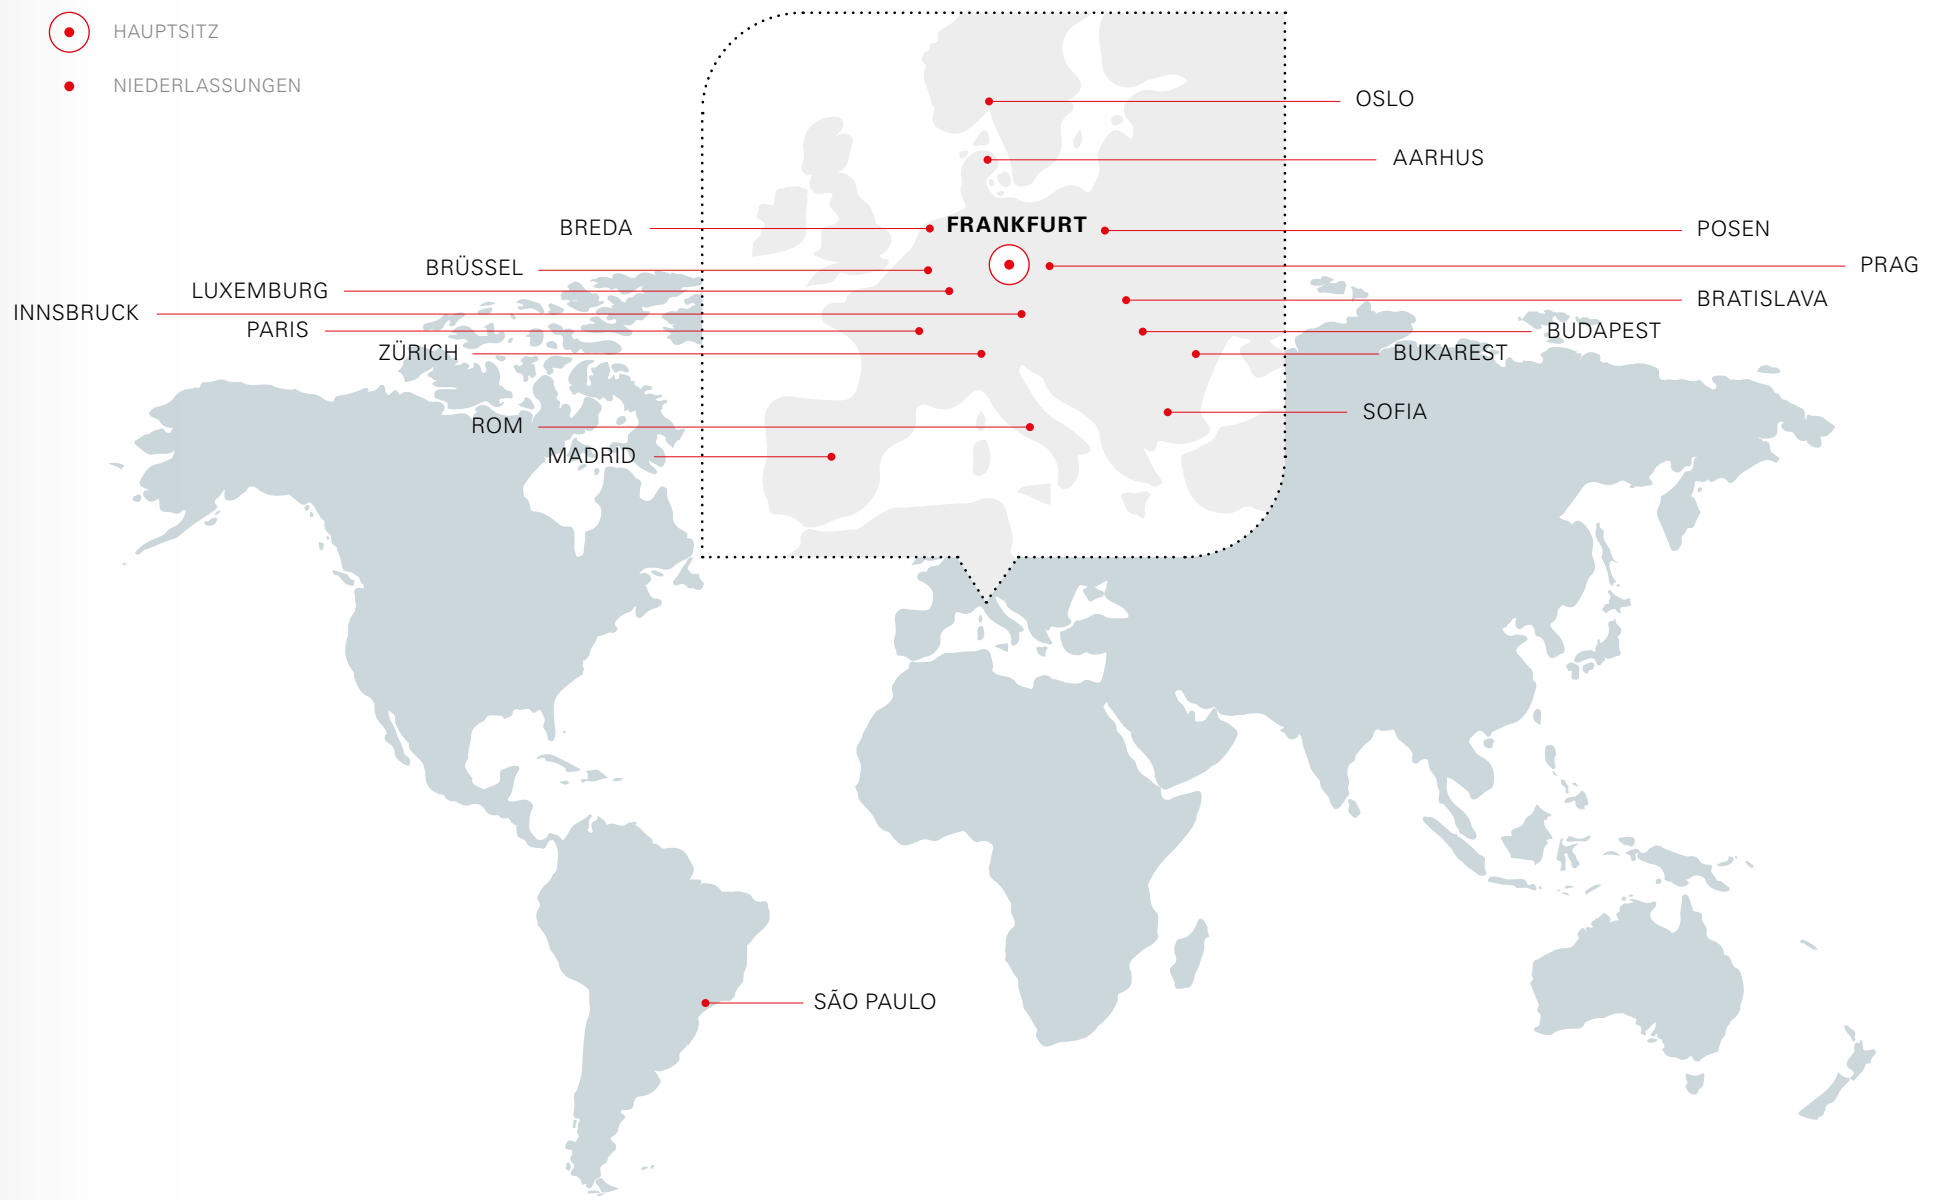 HAUPTSITZ
NIEDERLASSUNGEN
OSLO
AARHUS
BREDA
FRANKFURT
POSEN
BRÜSSEL
PRAG
LUXEMBURG
BRATISLAVA
INNSBRUCK
PARIS
BUDAPEST
ZÜRICH
BUKAREST
SOFIA
ROM
MADRID
SÃO PAULO